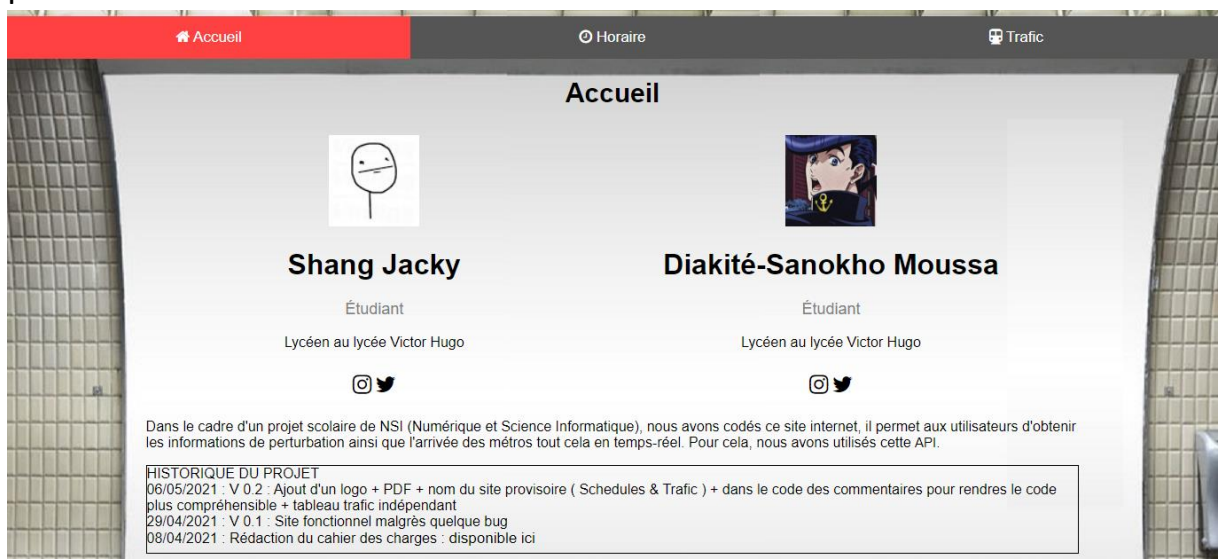 Accueil
Horaire
Trafic
Accueil
Shang Jacky
Étudiant
Lycéen au lycée Victor Hugo
Diakité-Sanokho Moussa
Étudiant
Lycéen au lycée Victor Hugo
Dans le cadre d'un projet scolaire de NSI (Numérique et Science Informatique), nous avons codés ce site internet, il permet aux utilisateurs d'obtenir
les informations de perturbation ainsi que l'arrivée des métros tout cela en temps-réel. Pour cela, nous avons utilisés cette API.
HISTORIQUE DU PROJET
06/05/2021 : V 0.2 : Ajout d'un logo + PDF + nom du site provisoire ( Schedules & Trafic ) + dans le code des commentaires pour rendres le code
plus compréhensible + tableau trafic indépendant
29/04/2021 : V 0.1 : Site fonctionnel malgrès quelque bug
08/04/2021 : Rédaction du cahier des charges : disponible ici